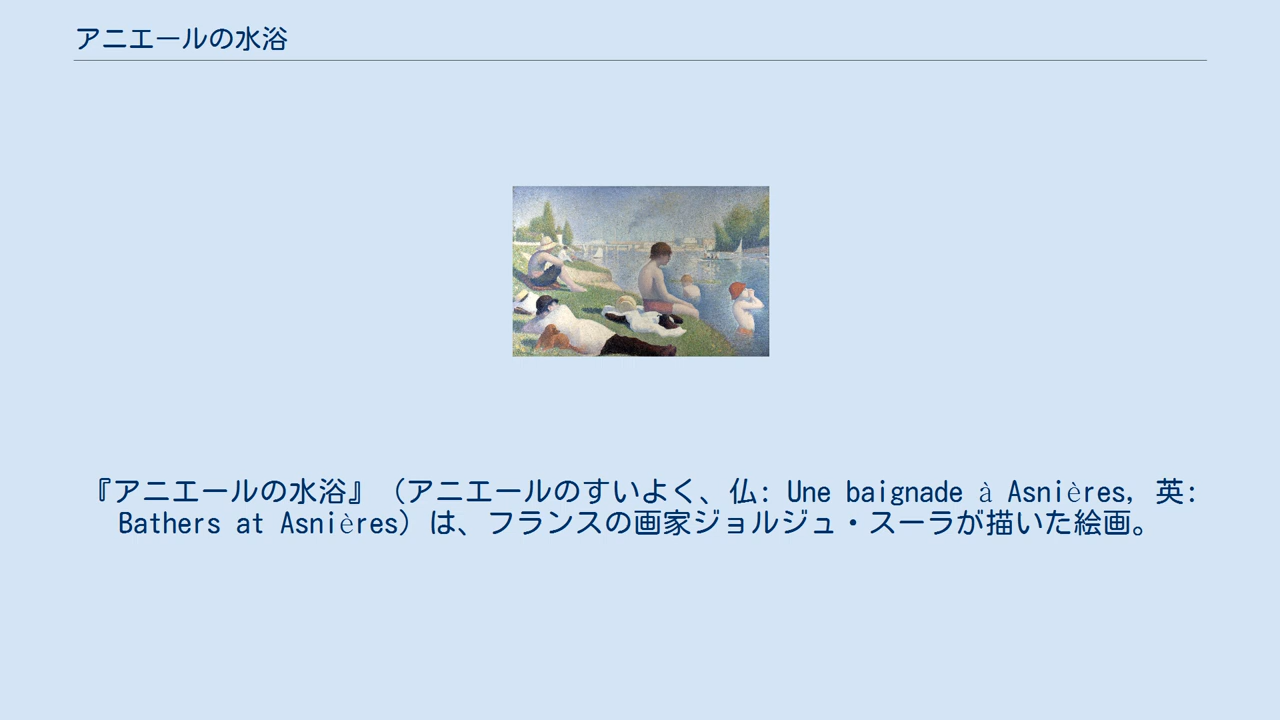 アニエールの水浴
『アニエールの水浴』（アニエールのすいよく、仏: Une baignade à Asnières, 英:
Bathers at Asnières）は、フランスの画家ジョルジュ・スーラが描いた絵画。